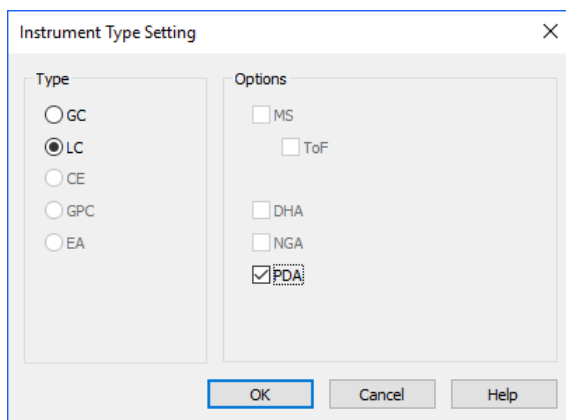 Instrument Type Setting
Type
GC
LC
CE
GPC
EA
Options
MS
ToF
DHA
NGA
PDA
OK Cancel Help